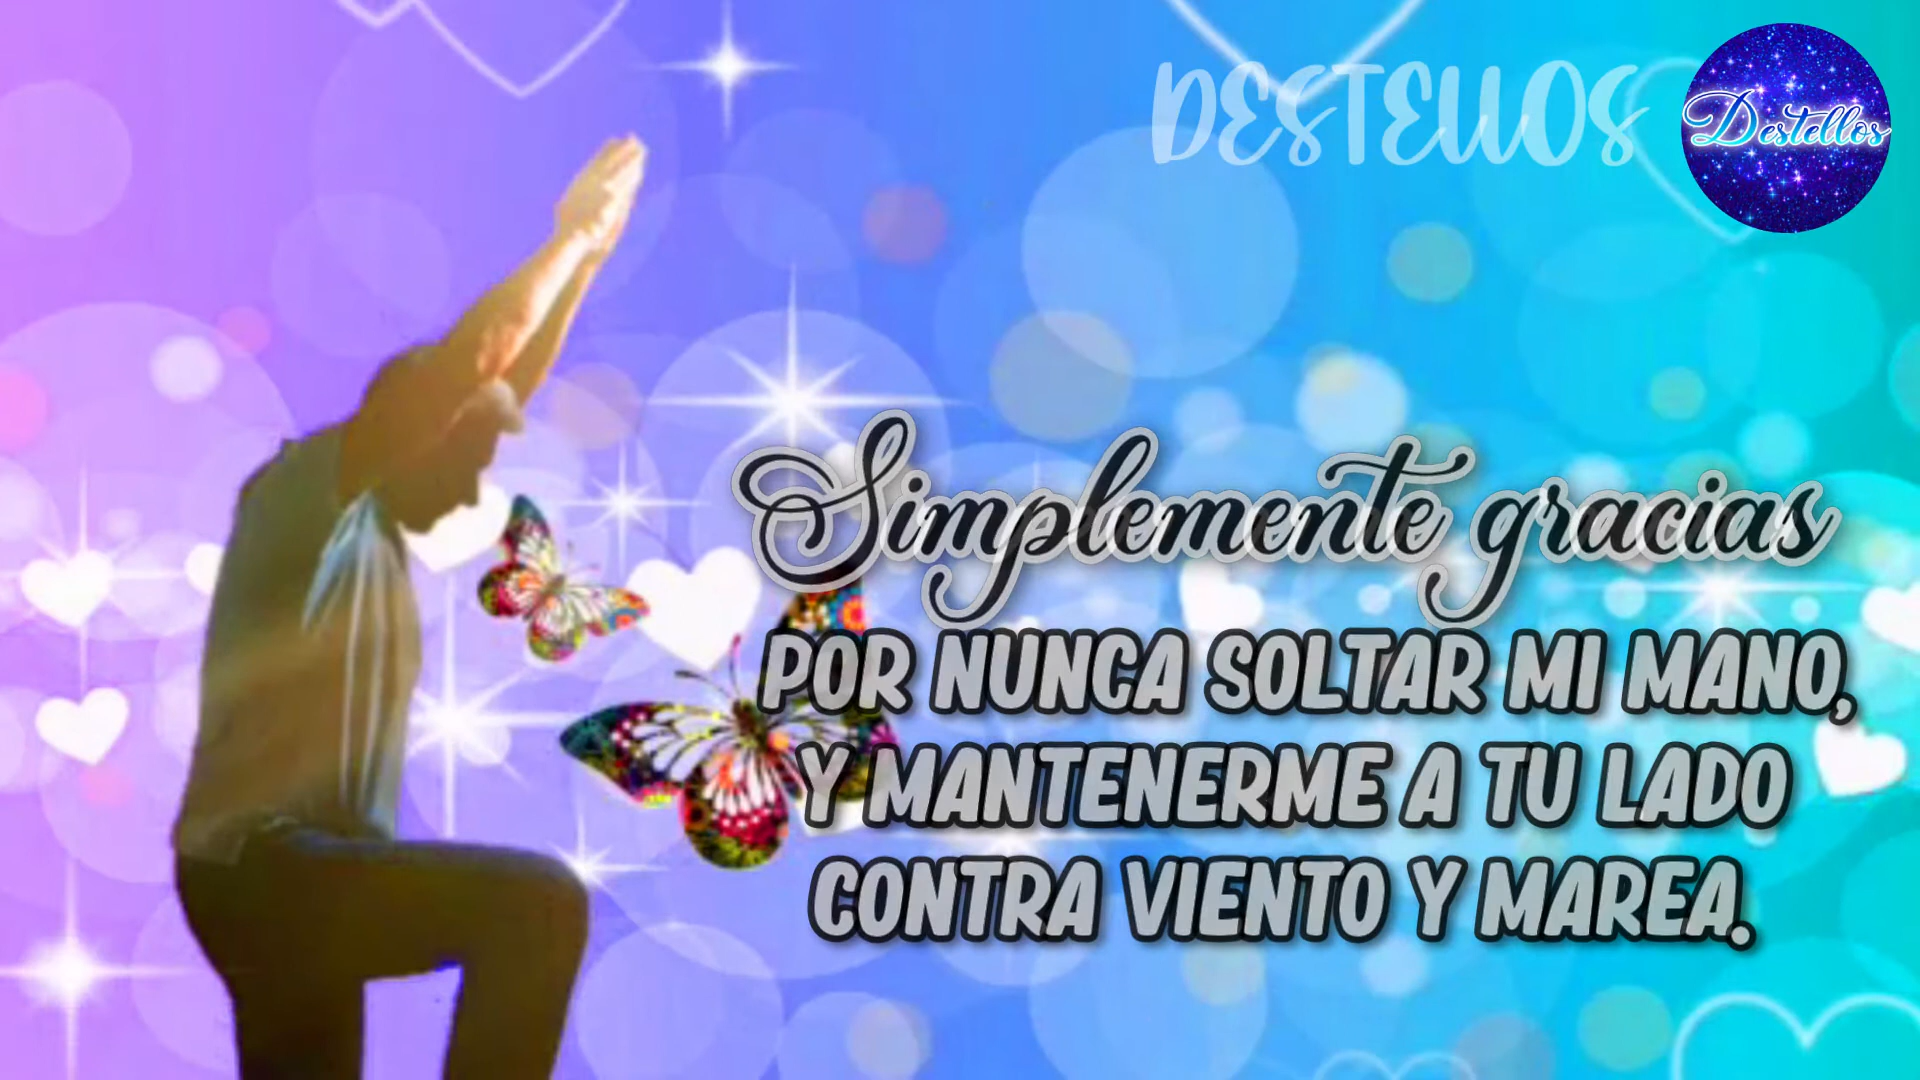 DESTELLOS
Destellos
Simplemente gracias
POR NUNCA SOLTAR MI MANO,
Y MANTENERME A TU LADO
CONTRA VIENTO Y MAREA.